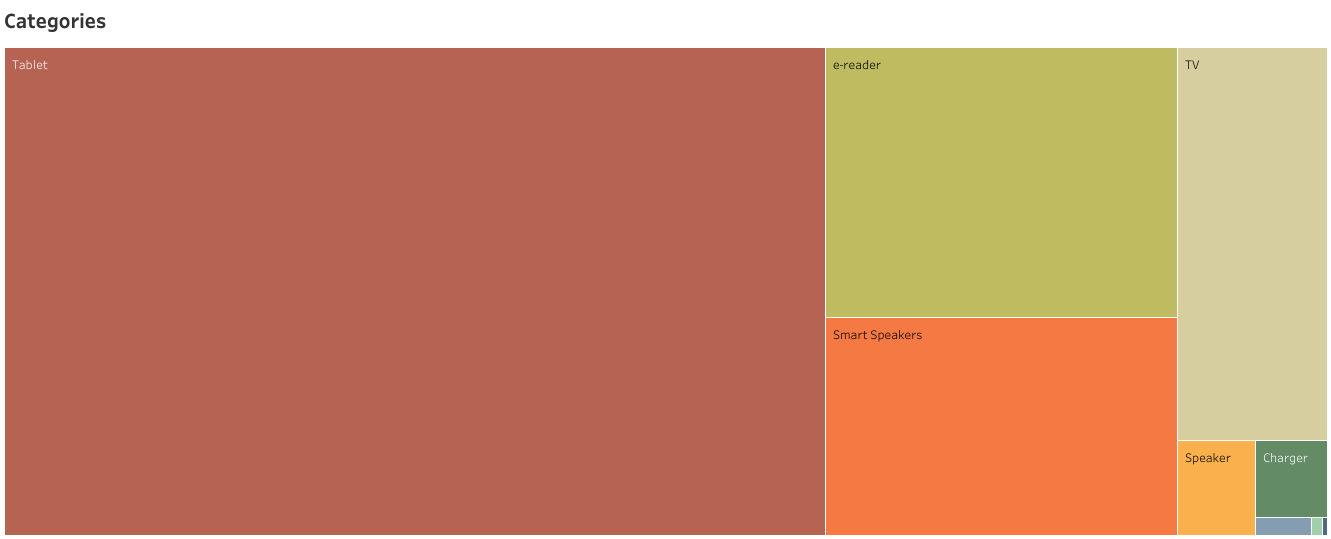 Categories
Tablet
e-reader
TV
Smart Speakers
Speaker
Charger